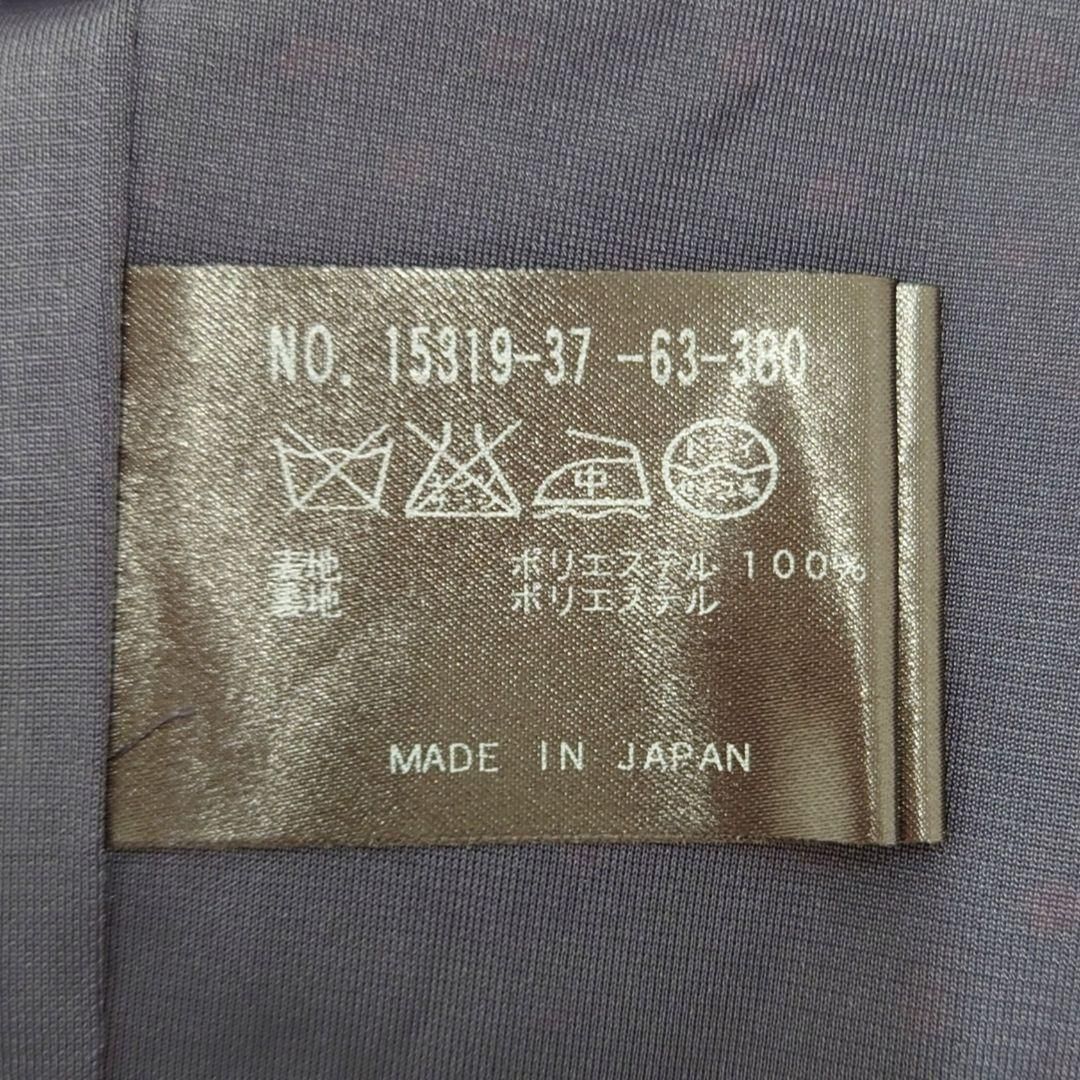 NO. 15319-37 -63-380
中
表地 ポリエステル 100%
裏地 ポリエステル
MADE IN JAPAN